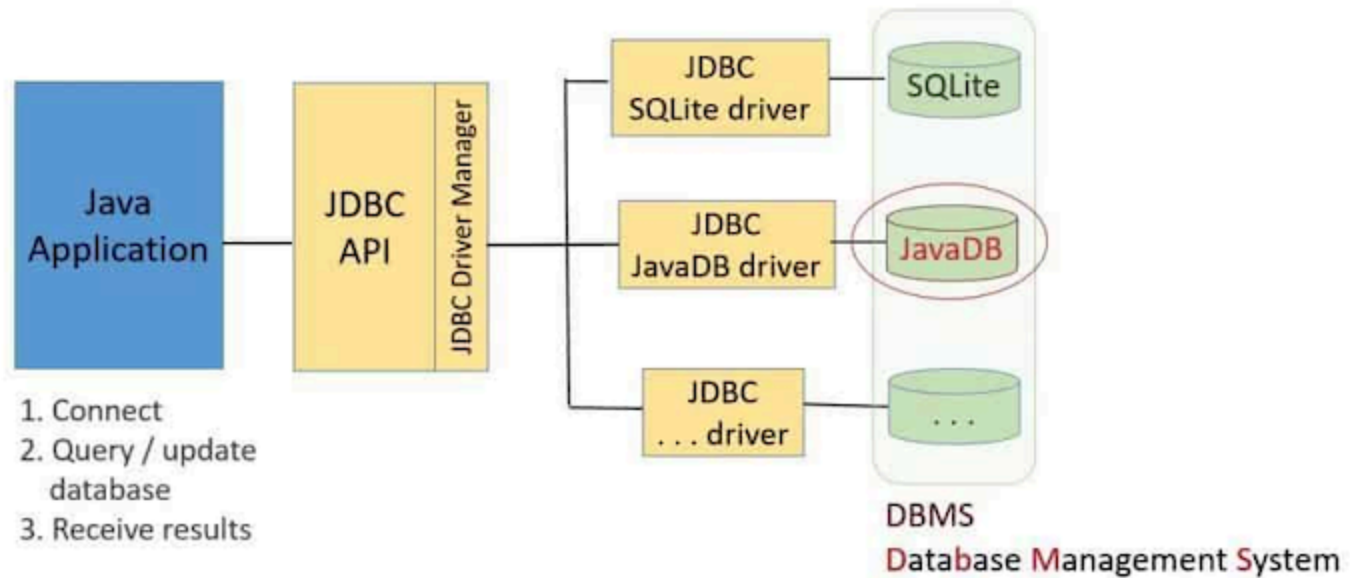 Java
Application
JDBC
API
JDBC Driver Manager
JDBC
SQLite driver
SQLite
JDBC
JavaDB driver
JavaDB
JDBC
. . . driver
. . .
1. Connect
2. Query / update
database
3. Receive results
DBMS
Database Management System